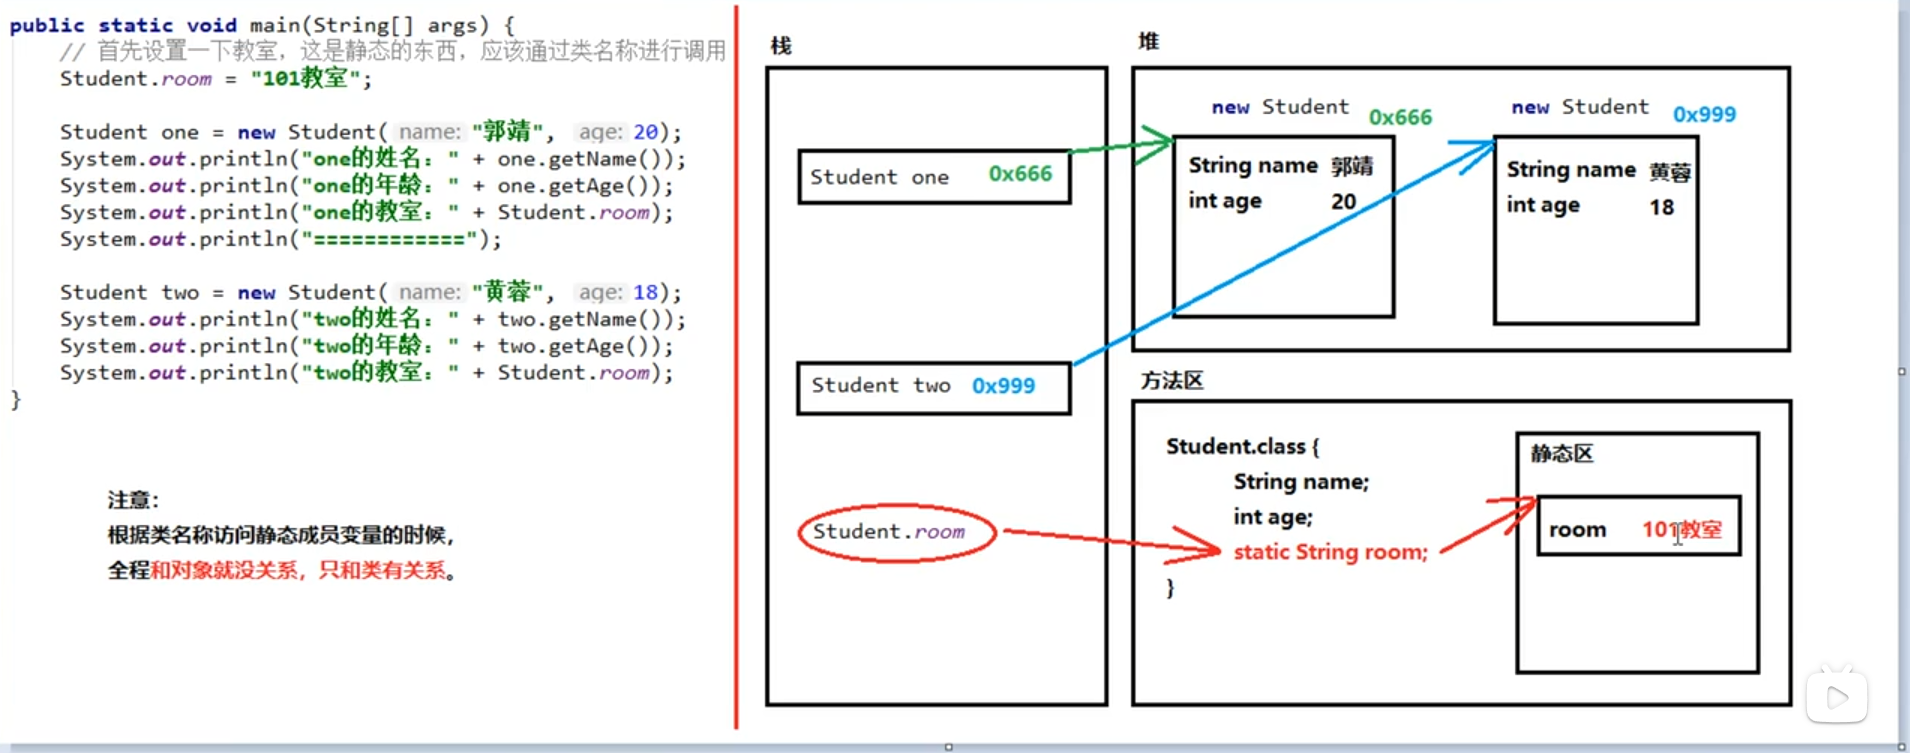 public static void main(String[] args) {
// 首先设置一下教室，这是静态的东西，应该通过类名称进行调用
Student.room = "101教室";
Student one = new Student( name: "郭靖", age: 20);
System.out.println("one的姓名：" + one.getName());
System.out.println("one的年龄：" + one.getAge());
System.out.println("one的教室：" + Student.room);
System.out.println("============");
Student two = new Student( name: "黄蓉", age: 18);
System.out.println("two的姓名：" + two.getName());
System.out.println("two的年龄：" + two.getAge());
System.out.println("two的教室：" + Student.room);
}
注意：
根据类名称访问静态成员变量的时候，
全程和对象就没关系，只和类有关系。
栈
Student one 0x666
Student two 0x999
Student.room
堆
new Student 0x666
String name 郭靖
int age 20
new Student 0x999
String name 黄蓉
int age 18
方法区
Student.class {
String name;
int age;
static String room;
}
静态区
room 101教室